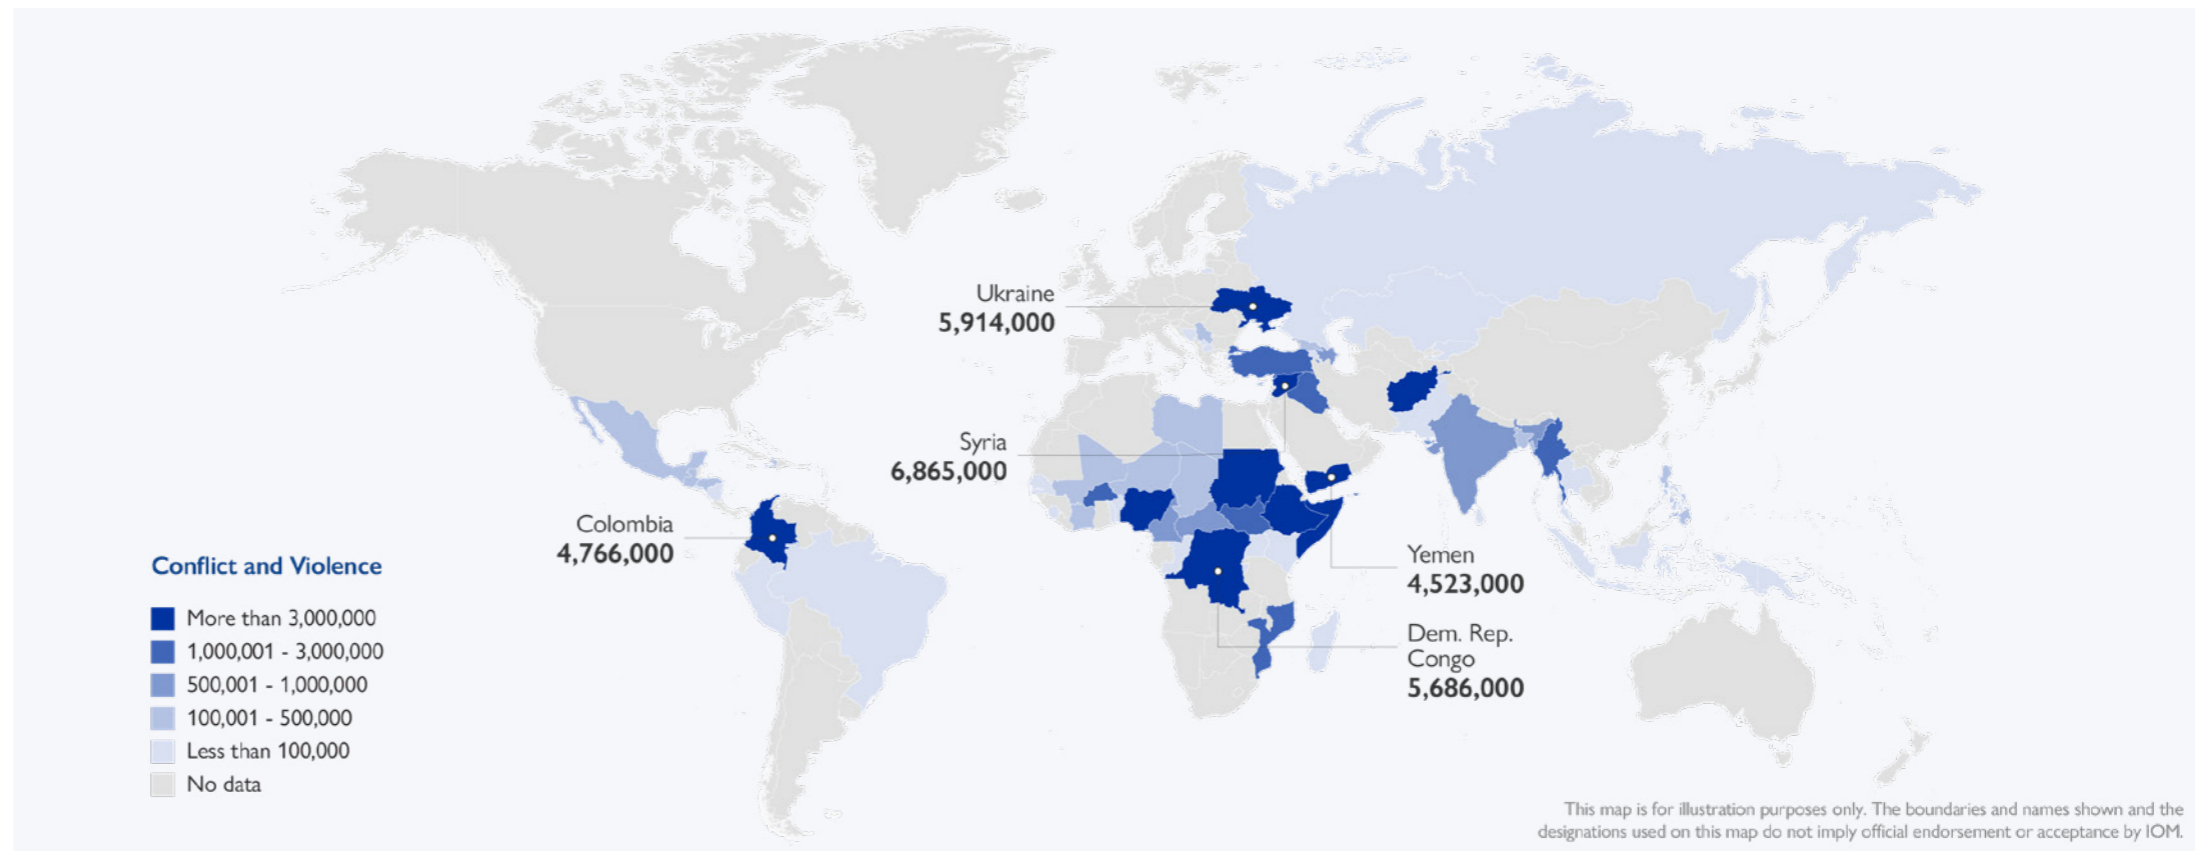 Ukraine
5,914,000
Syria
6,865,000
Colombia
4,766,000
Yemen
4,523,000
Dem. Rep.
Congo
5,686,000
Conflict and Violence
More than 3,000,000
1,000,001 - 3,000,000
500,001 - 1,000,000
100,001 - 500,000
Less than 100,000
No data
This map is for illustration purposes only. The boundaries and names shown and the
designations used on this map do not imply official endorsement or acceptance by IOM.